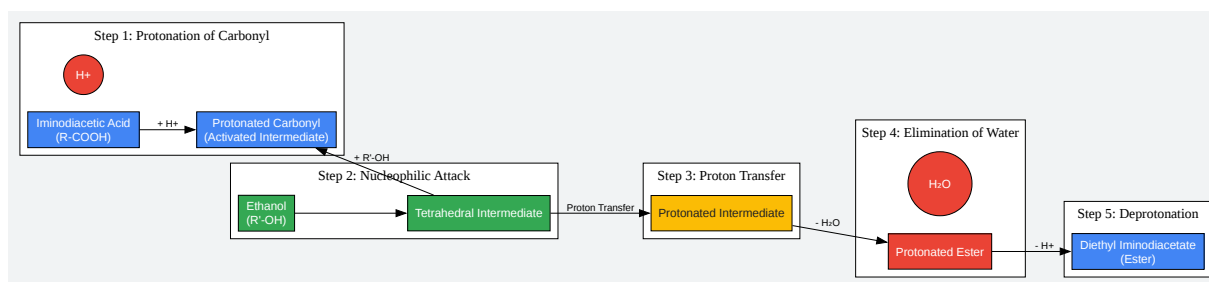 Step 1: Protonation of Carbonyl
H+
Iminodiacetic Acid
(R-COOH)
+ H+
Protonated Carbonyl
(Activated Intermediate)
+ R'-OH
Step 2: Nucleophilic Attack
Ethanol
(R'-OH)
Tetrahedral Intermediate
Proton Transfer
Step 3: Proton Transfer
Protonated Intermediate
- H₂O
Step 4: Elimination of Water
H₂O
Protonated Ester
- H+
Step 5: Deprotonation
Diethyl Iminodiacetate
(Ester)